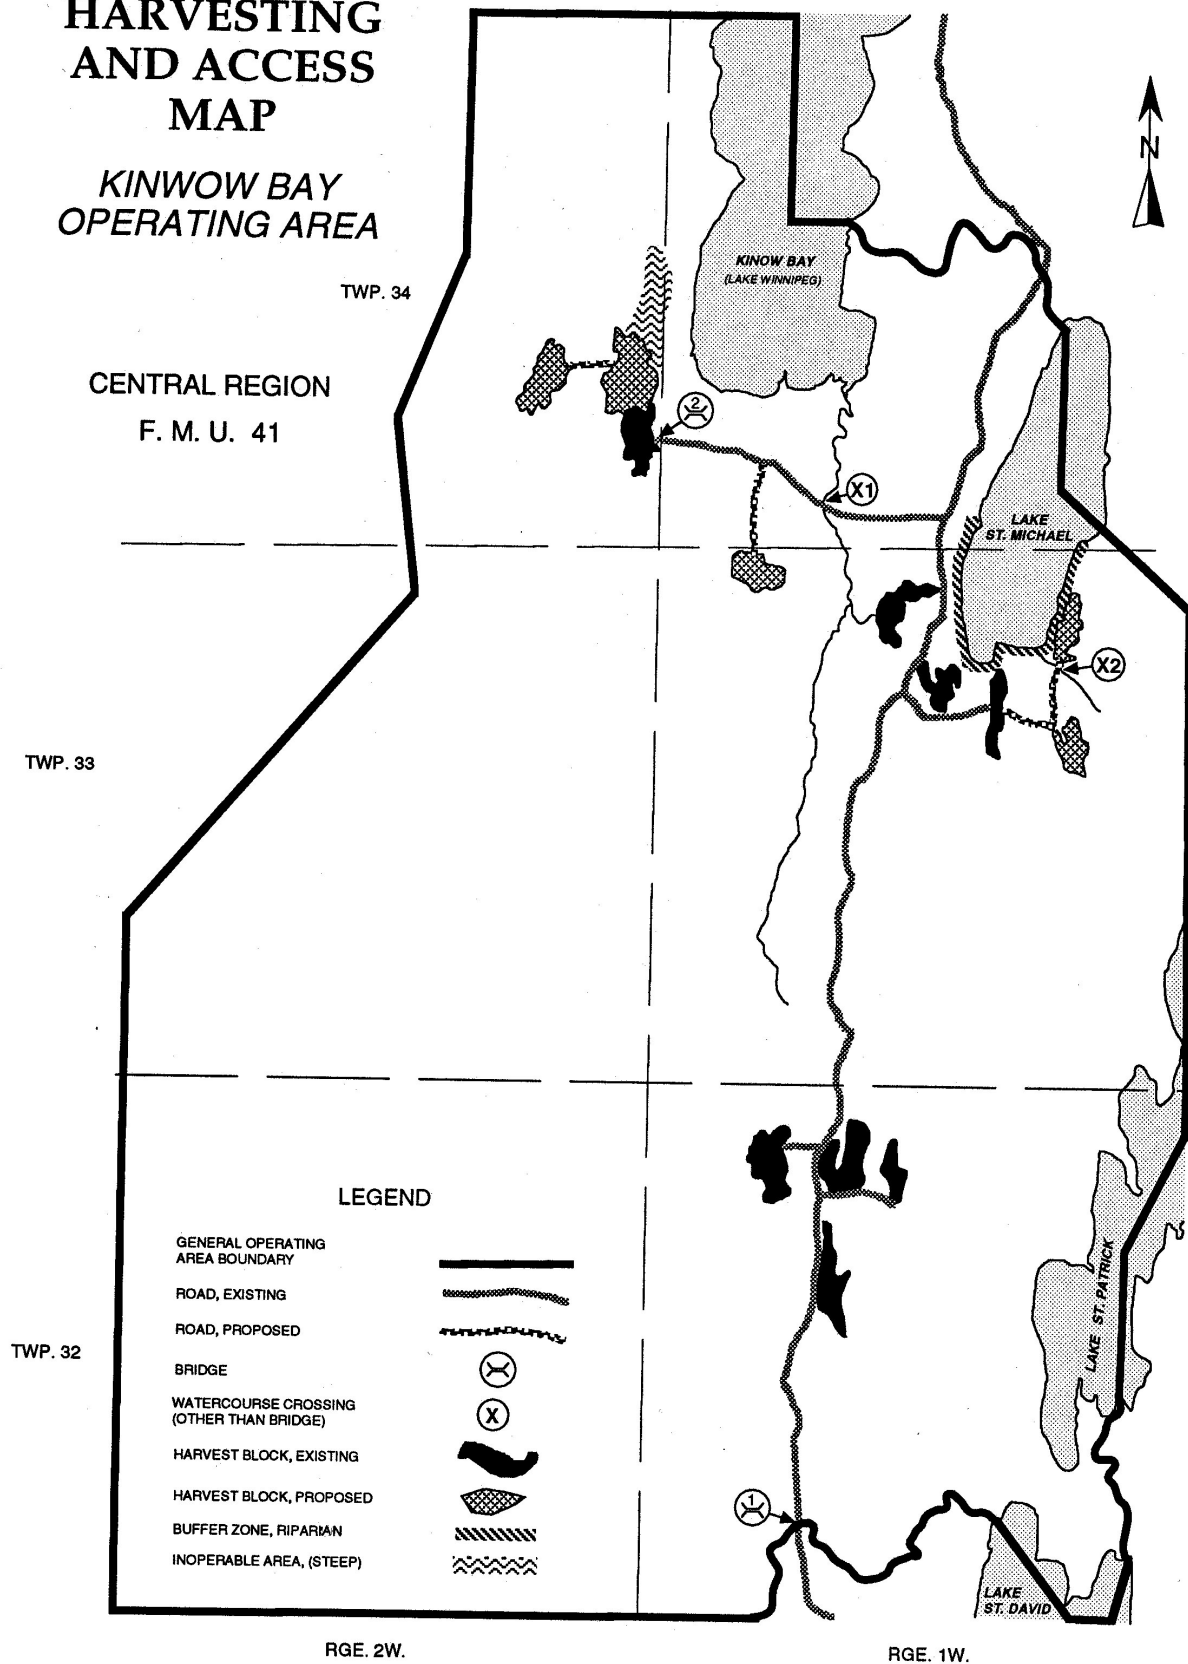 HARVESTING
AND ACCESS
MAP
KINWOW BAY
OPERATING AREA
TWP. 34
CENTRAL REGION
F. M. U. 41
N
KINOW BAY
(LAKE WINNIPEG)
2
X1
LAKE
ST. MICHAEL
X2
TWP. 33
LEGEND
GENERAL OPERATING
AREA BOUNDARY
ROAD, EXISTING
ROAD, PROPOSED
BRIDGE
WATERCOURSE CROSSING
(OTHER THAN BRIDGE)
X
HARVEST BLOCK, EXISTING
HARVEST BLOCK, PROPOSED
BUFFER ZONE, RIPARIAN
INOPERABLE AREA, (STEEP)
TWP. 32
LAKE ST. PATRICK
1
LAKE
ST. DAVID
RGE. 2W.
RGE. 1W.